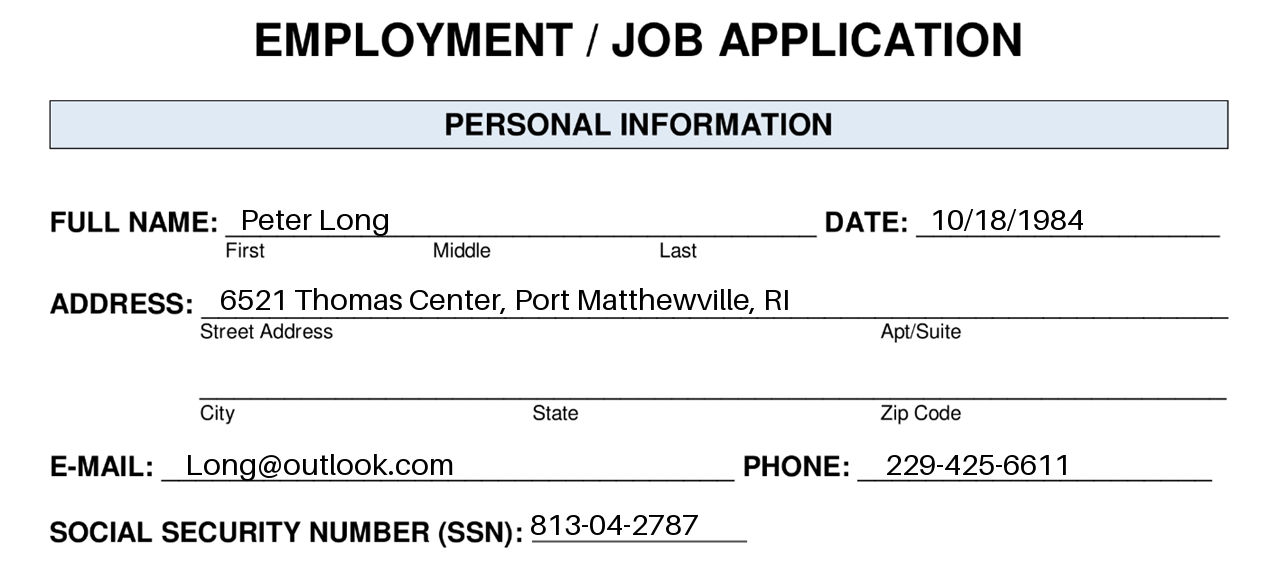 EMPLOYMENT / JOB APPLICATION
PERSONAL INFORMATION
FULL NAME: Peter Long DATE: 10/18/1984
First Middle Last
ADDRESS: 6521 Thomas Center, Port Matthewville, RI
Street Address Apt/Suite
City State Zip Code
E-MAIL: Long@outlook.com PHONE: 229-425-6611
SOCIAL SECURITY NUMBER (SSN): 813-04-2787